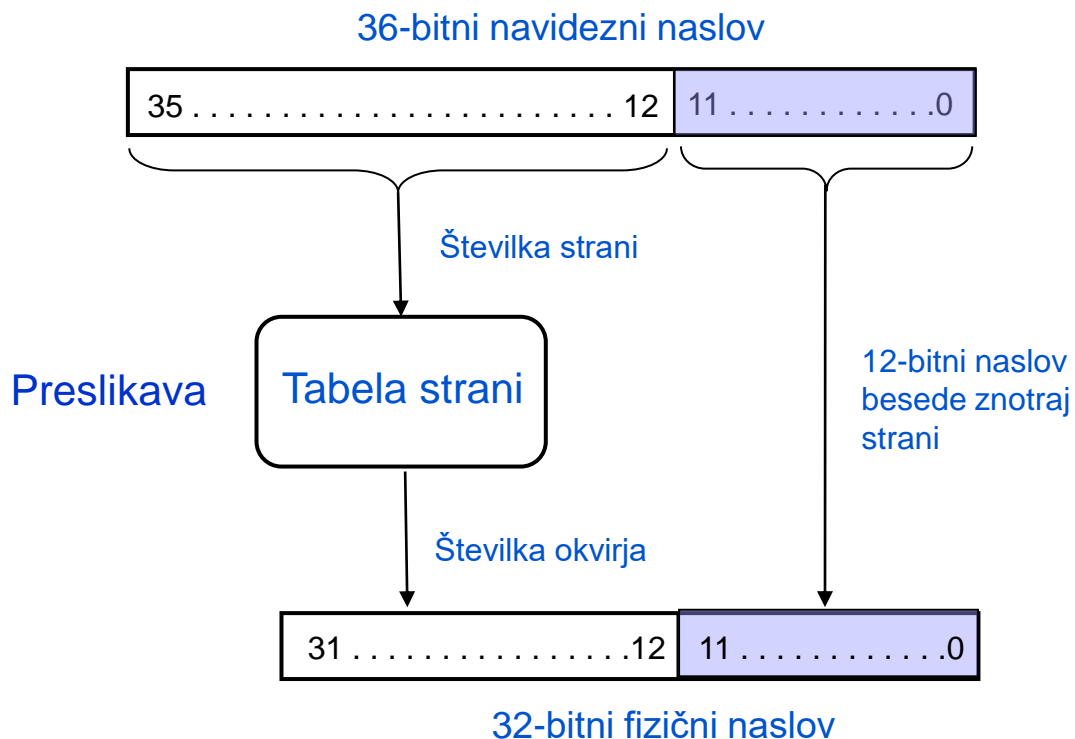 36-bitni navidezni naslov
35 . . . . . . . . . . . . . . . . . . . . . . . . 12 11 . . . . . . . . . . . .0
Številka strani
Preslikava Tabela strani
12-bitni naslov
besede znotraj
strani
Številka okvirja
31 . . . . . . . . . . . . . . . .12 11 . . . . . . . . . . . .0
32-bitni fizični naslov